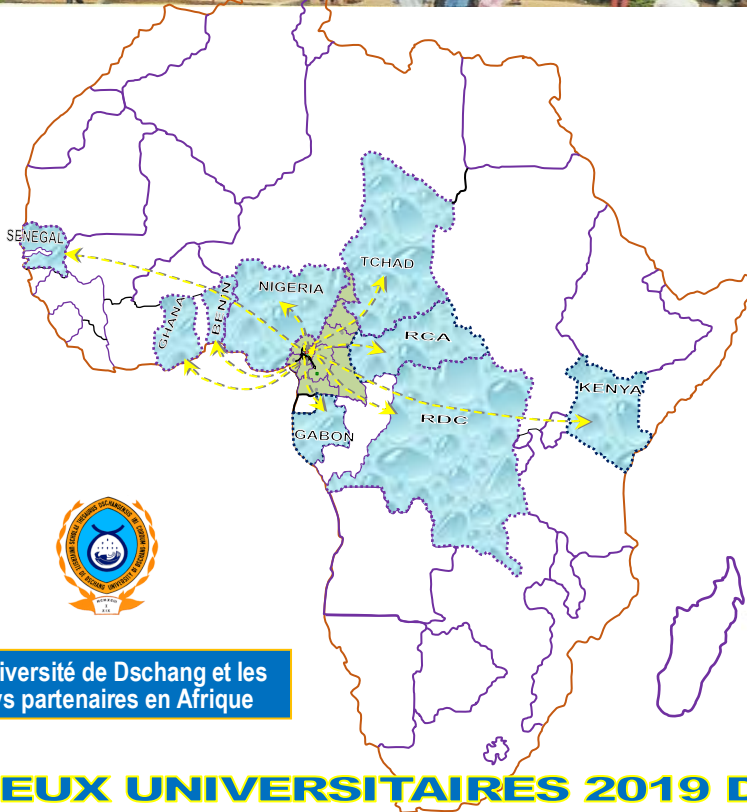 SENEGAL
TCHAD
NIGERIA
BENIN
GHANA
RCA
KENYA
RDC
GABON
iversité de Dschang et les
ys partenaires en Afrique
EUX UNIVERSITAIRES 2019 D